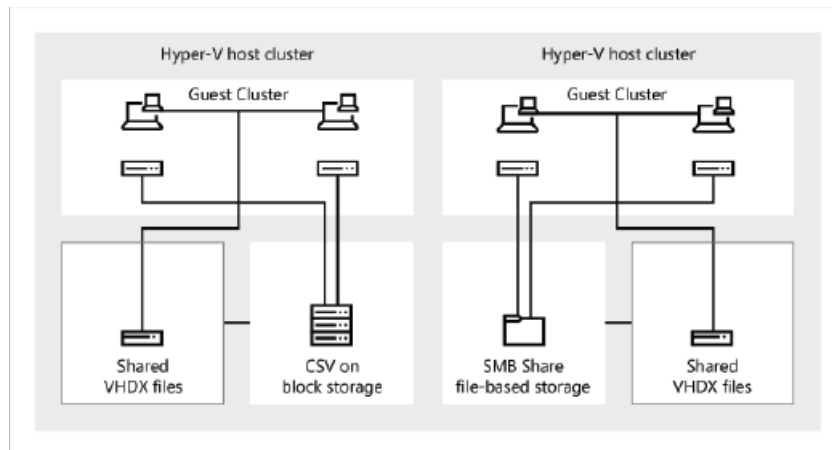 Hyper-V host cluster
Guest Cluster
Shared
VHDX files
CSV on
block storage
Hyper-V host cluster
Guest Cluster
SMB Share
file-based storage
Shared
VHDX files